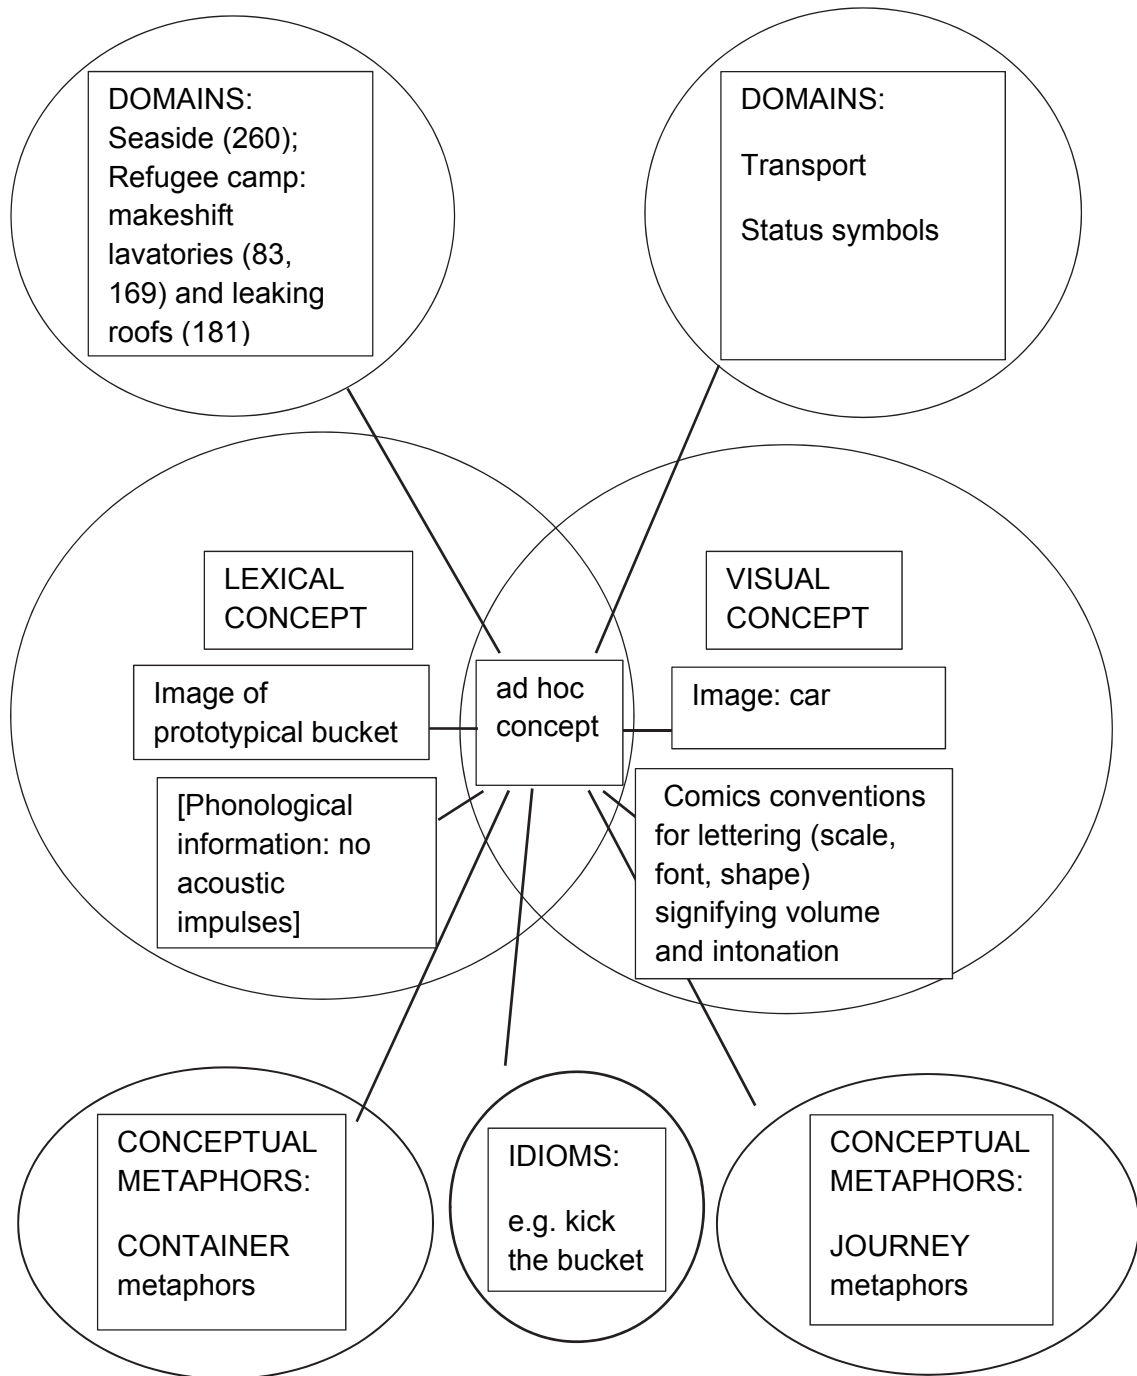 DOMAINS:
Seaside (260);
Refugee camp:
makeshift
lavatories (83,
169) and leaking
roofs (181)
DOMAINS:
Transport
Status symbols
LEXICAL
CONCEPT
VISUAL
CONCEPT
Image of
prototypical bucket
ad hoc
concept
Image: car
[Phonological
information: no
acoustic
impulses]
Comics conventions
for lettering (scale,
font, shape)
signifying volume
and intonation
CONCEPTUAL
METAPHORS:
CONTAINER
metaphors
IDIOMS:
e.g. kick
the bucket
CONCEPTUAL
METAPHORS:
JOURNEY
metaphors